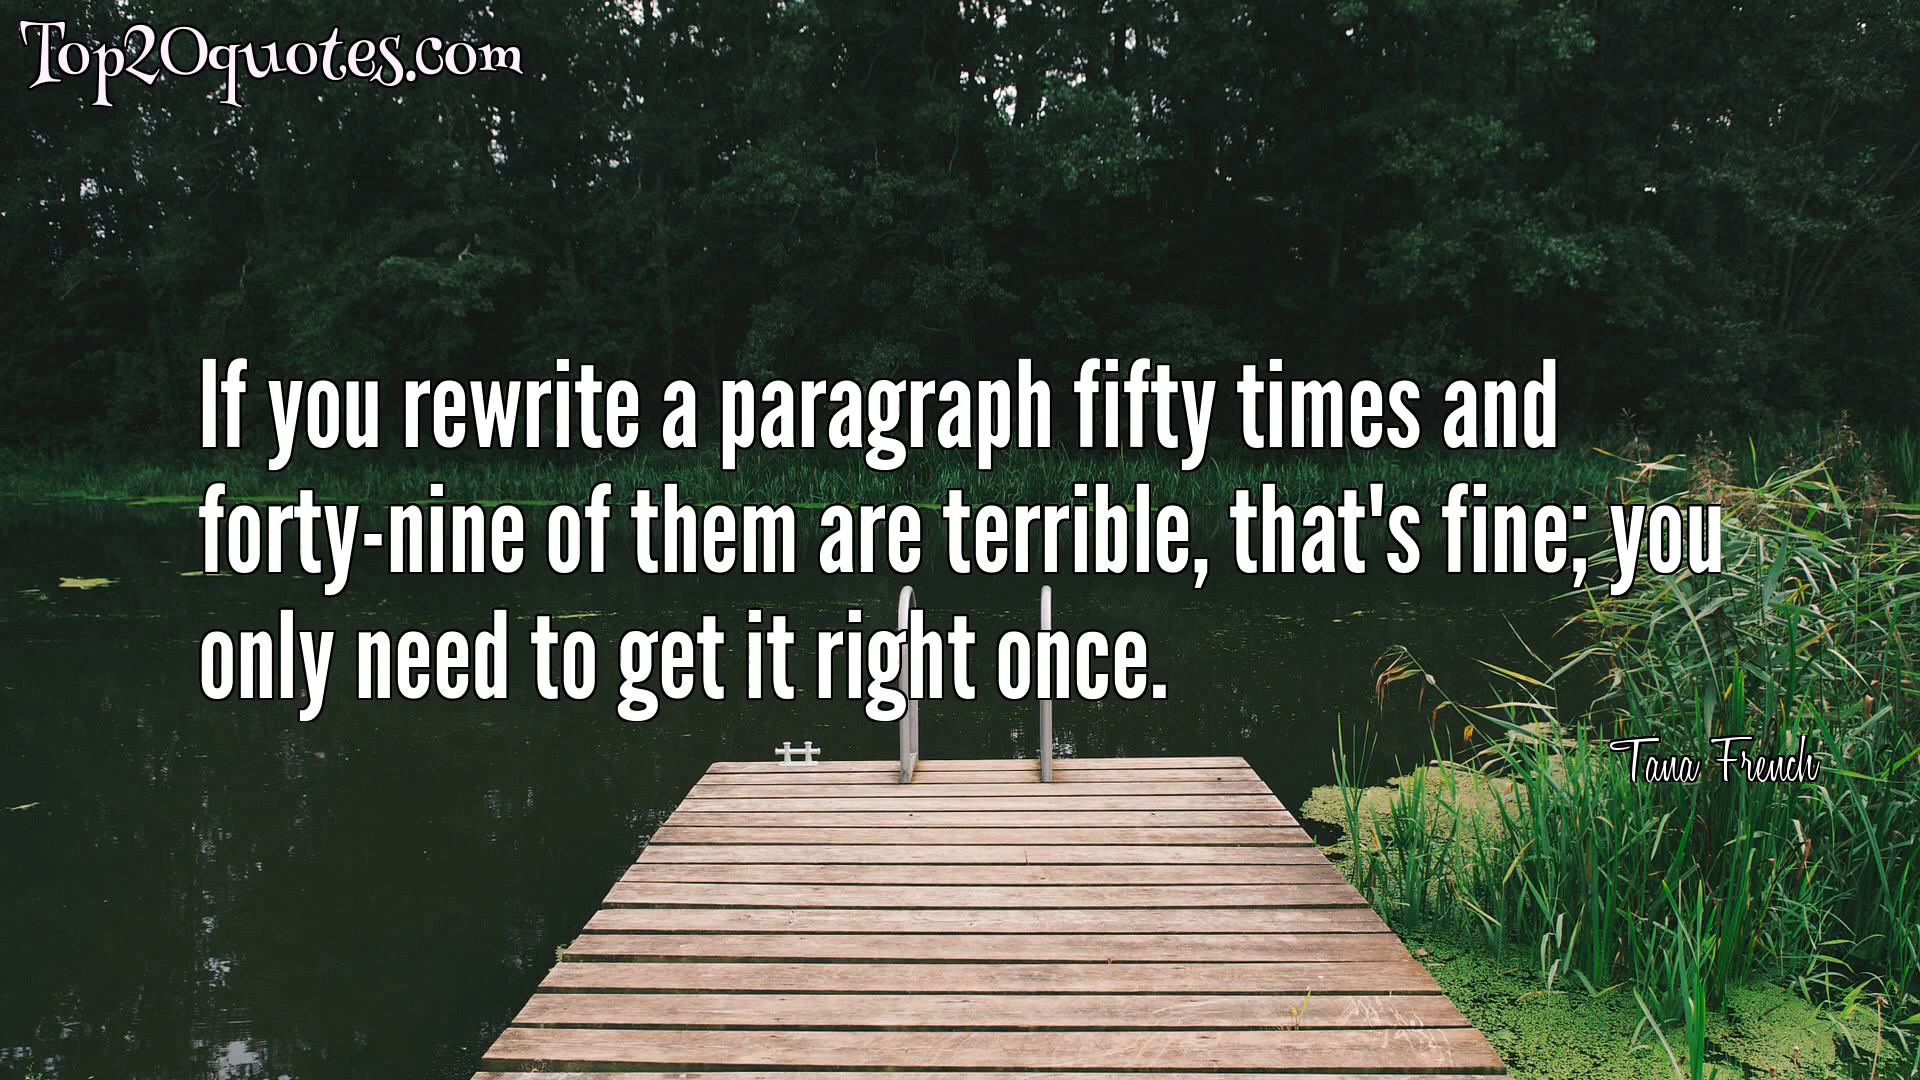 Top20quotes.com
If you rewrite a paragraph fifty times and
forty-nine of them are terrible, that's fine; you
only need to get it right once.
Tana French